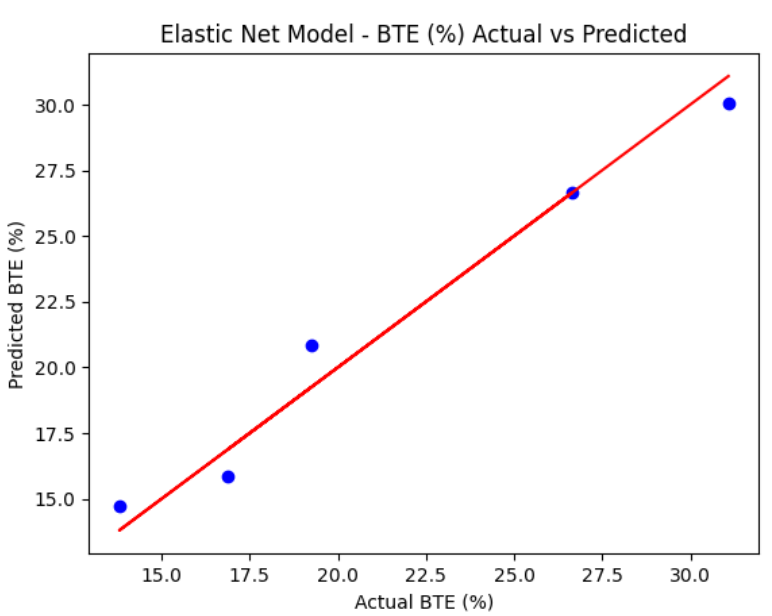 Elastic Net Model - BTE (%) Actual vs Predicted
30.0
27.5
25.0
22.5
20.0
17.5
15.0
Predicted BTE (%)
15.0 17.5 20.0 22.5 25.0 27.5 30.0
Actual BTE (%)